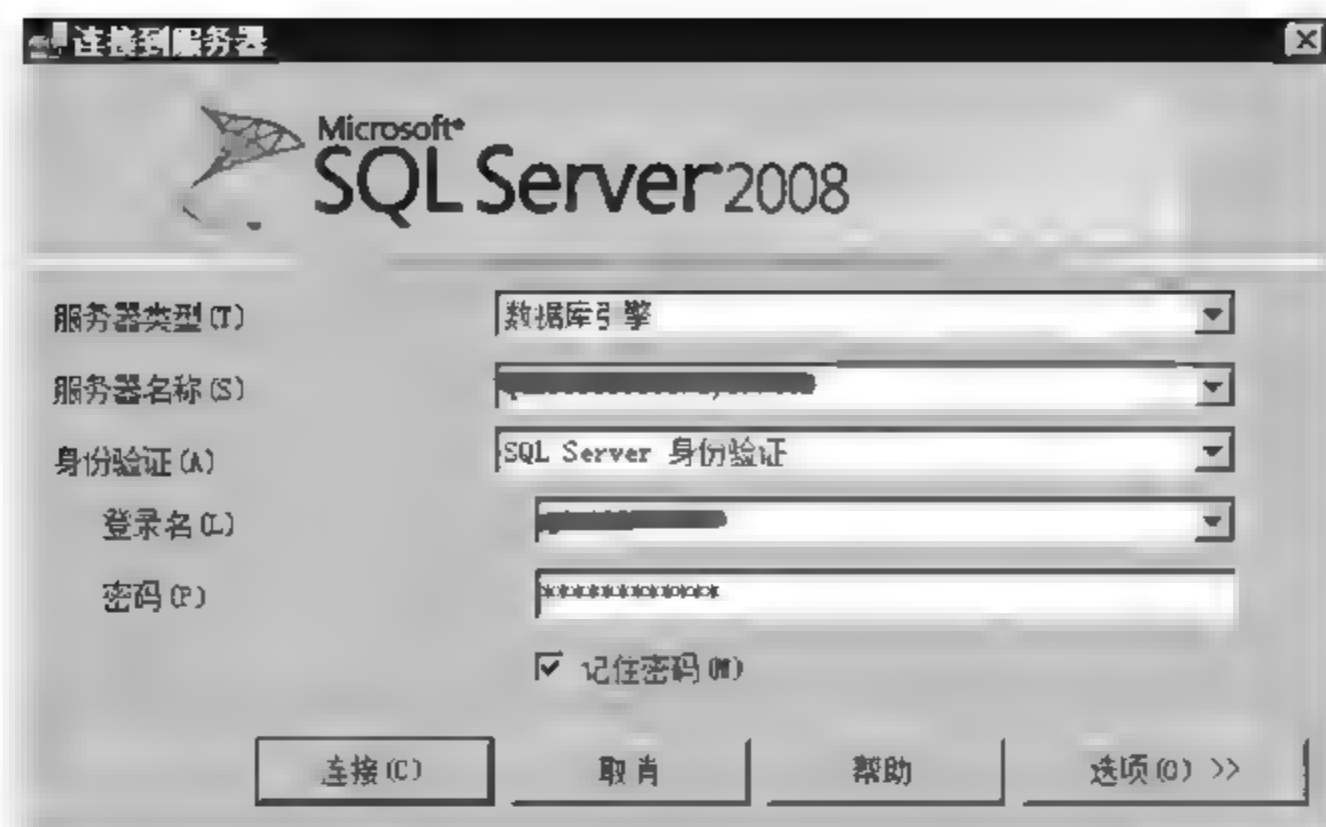 连接到服务器
Microsoft
SQL Server 2008
服务器类型(T) 数据库引擎
服务器名称(S)
身份验证(A) SQL Server 身份验证
登录名(L)
密码(P) ************
记住密码(M)
连接(C) 取消 帮助 选项(O) >>